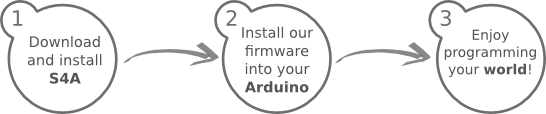 1
Download
and install
S4A
2
Install our
firmware
into your
Arduino
3
Enjoy
programming
your world!